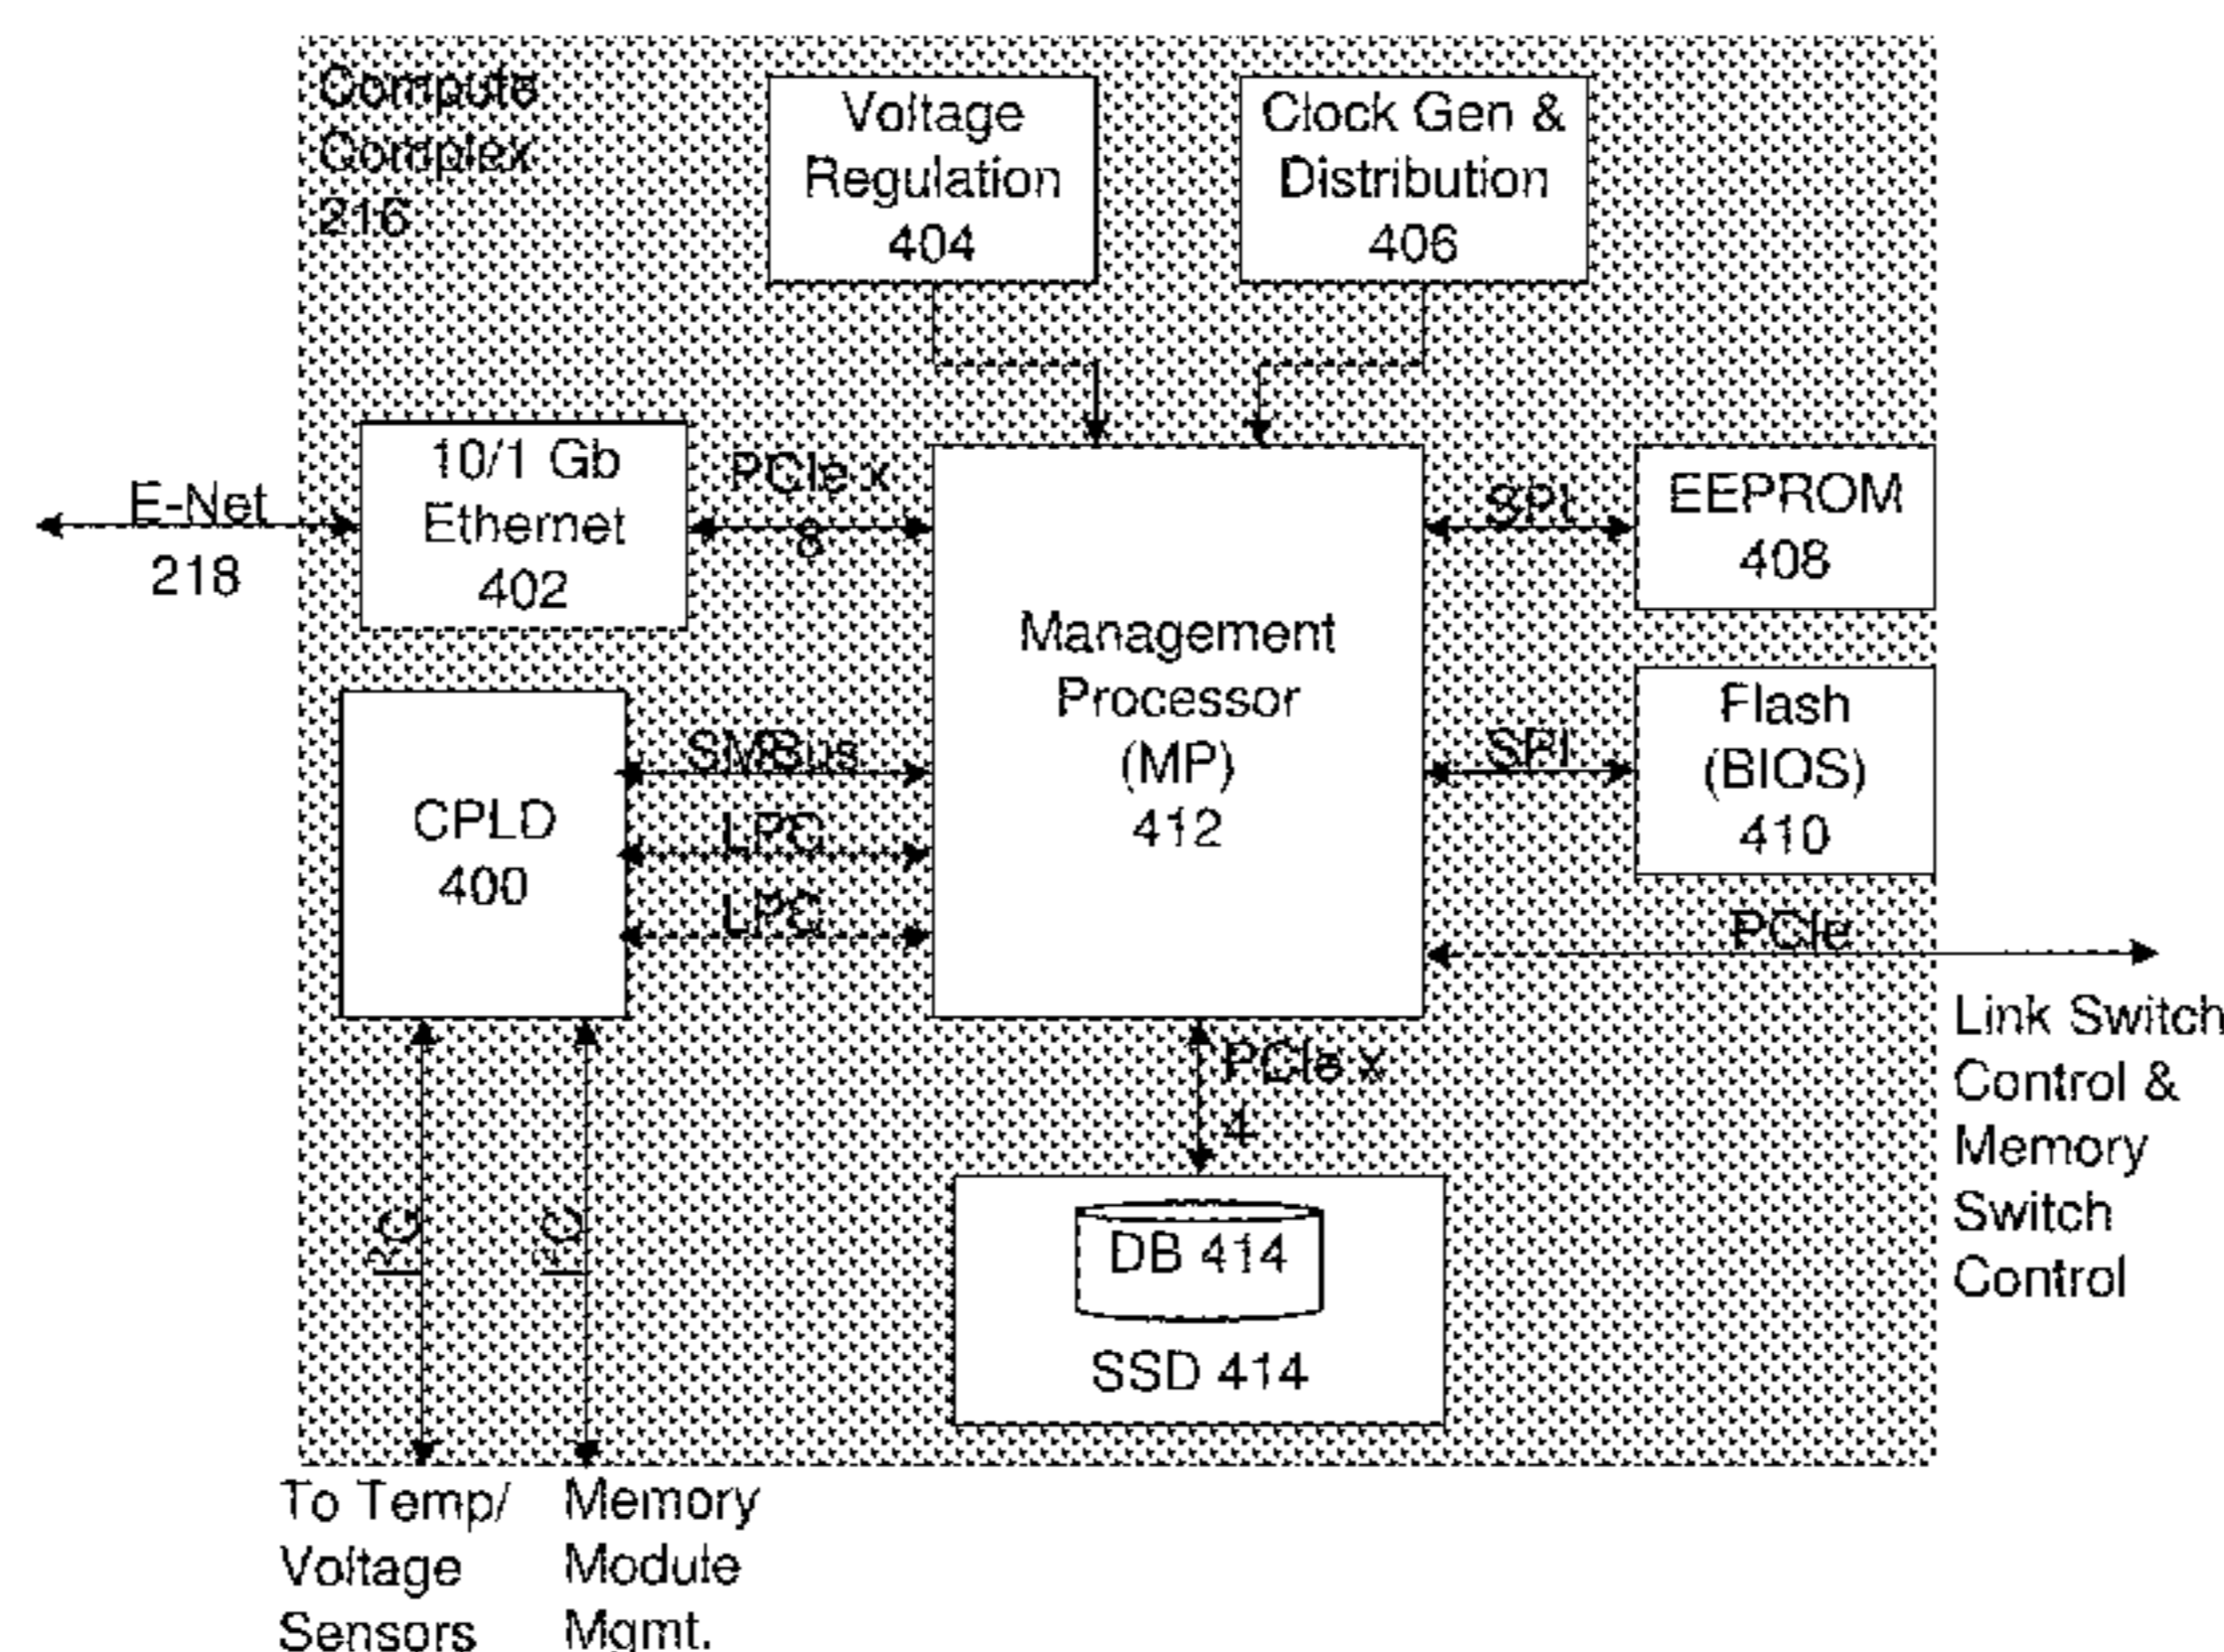 Compute
Complex
216
Voltage
Regulation
404
Clock Gen &
Distribution
406
10/1 Gb
Ethernet
402
E-Net
218
PCIe x
8
Management
Processor
(MP)
412
SPI
EEPROM
408
Flash
(BIOS)
410
SPI
CPLD
400
SMBus
LPC
LPC
PCIe
Link Switch
Control &
Memory
Switch
Control
PCIe x
4
DB 414
SSD 414
I²C
I²C
To Temp/
Voltage
Sensors
Memory
Module
Mgmt.